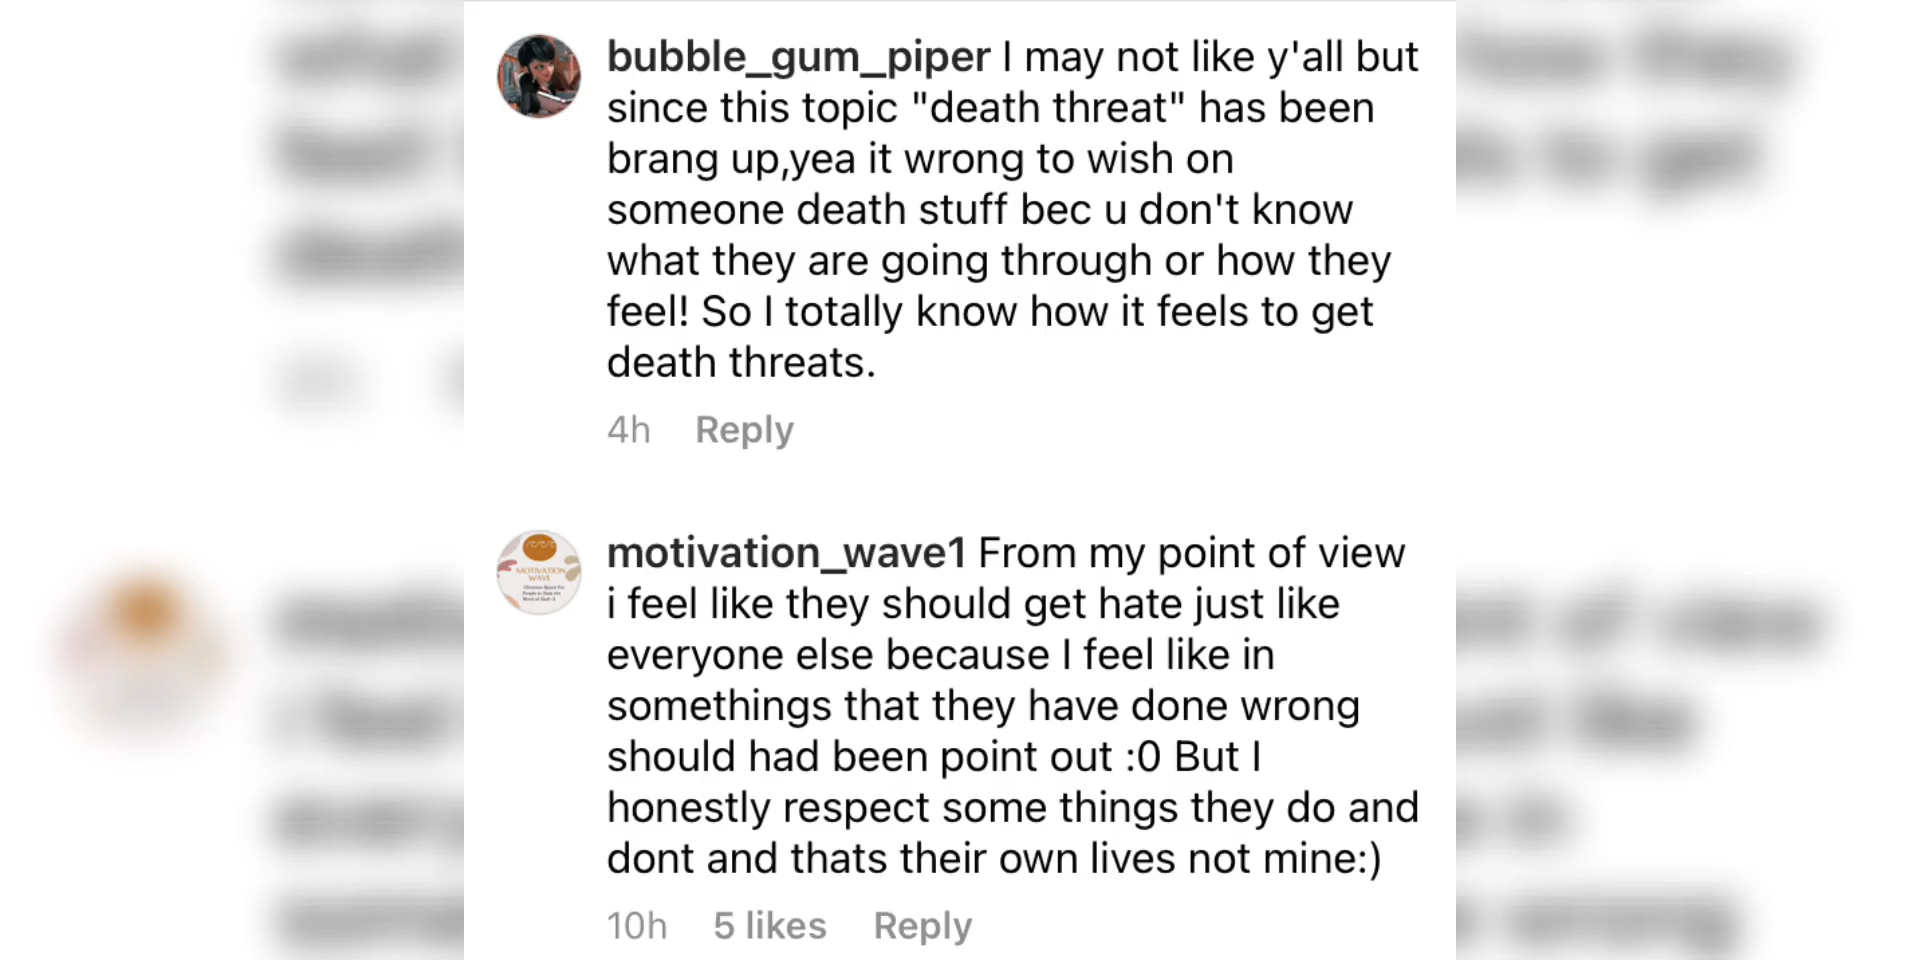 bubble_gum_piper I may not like y'all but
since this topic "death threat" has been
brang up,yea it wrong to wish on
someone death stuff bec u don't know
what they are going through or how they
feel! So I totally know how it feels to get
death threats.
4h Reply
motivation_wave1 From my point of view
i feel like they should get hate just like
everyone else because I feel like in
somethings that they have done wrong
should had been point out :0 But I
honestly respect some things they do and
dont and thats their own lives not mine:)
10h 5 likes Reply
MOTIVATION
WAVE